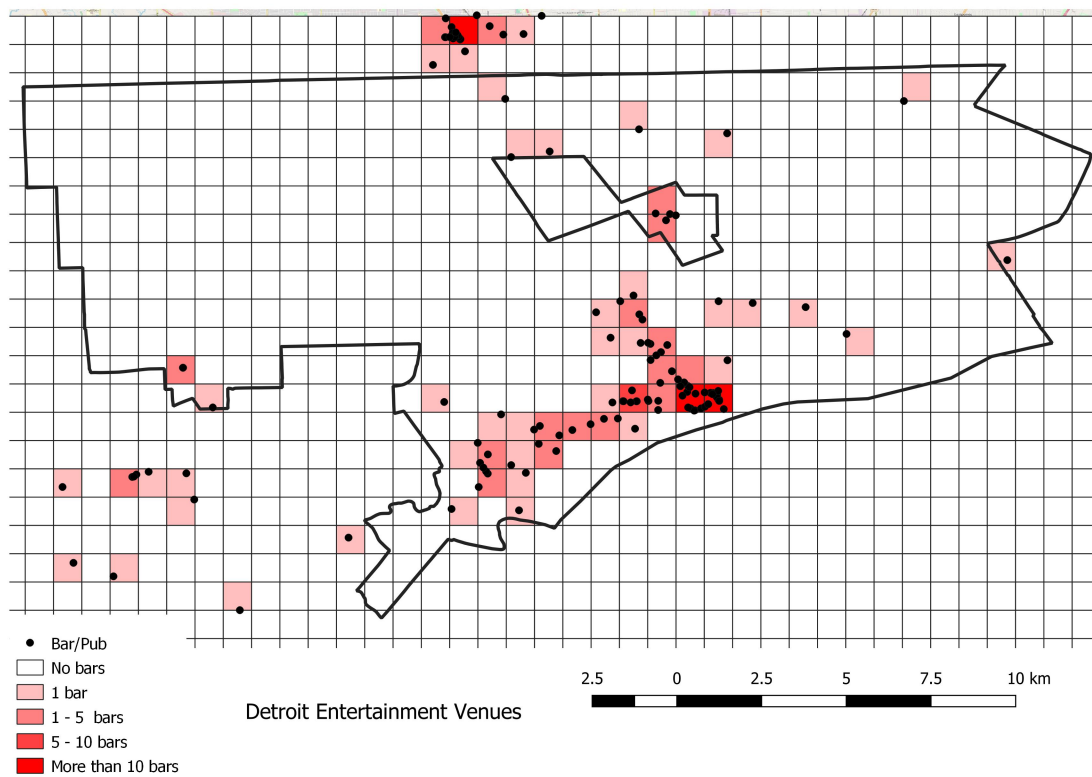 Bar/Pub
No bars
1 bar
1 - 5 bars
5 - 10 bars
More than 10 bars
Detroit Entertainment Venues
2.5 0 2.5 5 7.5 10 km